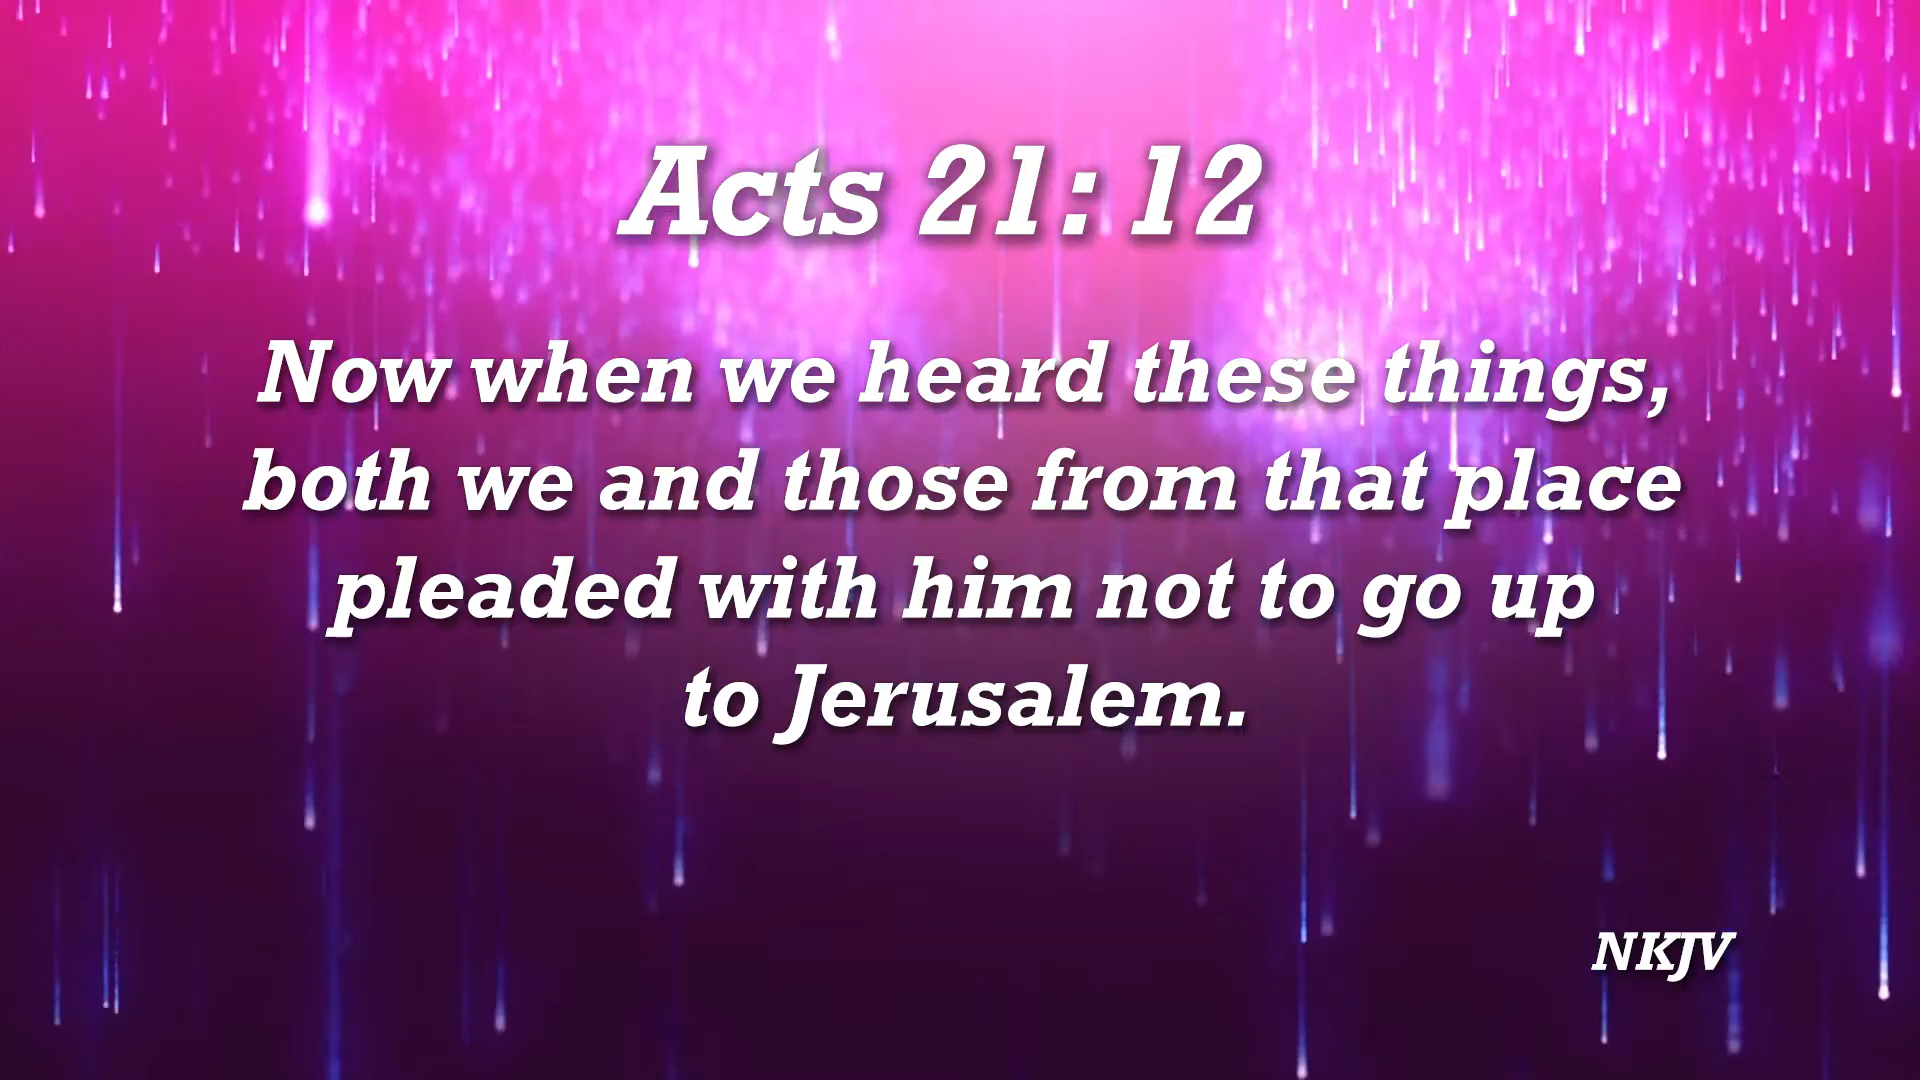 Acts 21:12
Now when we heard these things,
both we and those from that place
pleaded with him not to go up
to Jerusalem.
NKJV